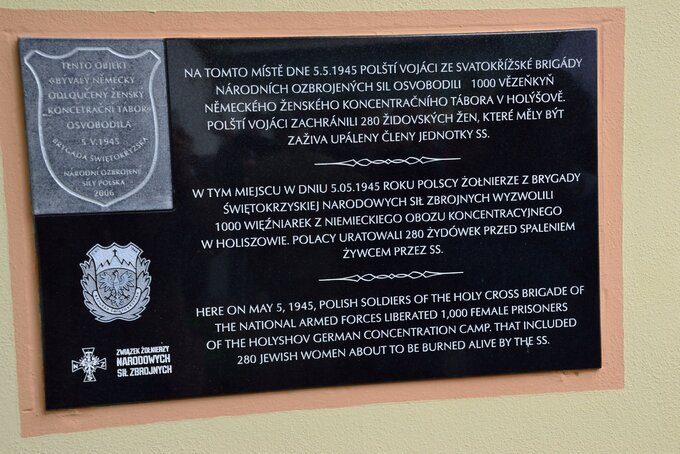 TENTO OBJEKT
BÝVALÝ NĚMECKÝ
ODLOUČENÝ ŽENSKÝ
„KONCETRAČNÍ TÁBOR”
OSVOBODILA
5.V.1945
BRYGADA ŚWIĘTOKRZYSKA
NÁRODNÍ OZBROJENÉ
SÍLY POLSKA
2006
NA TOMTO MÍSTĚ DNE 5.5.1945 POLŠTÍ VOJÁCI ZE SVATOKŘÍŽSKÉ BRIGÁDY
NÁRODNÍCH OZBROJENÝCH SIL OSVOBODILI 1000 VĚZEŇKYŇ
NĚMECKÉHO ŽENSKÉHO KONCENTRAČNÍHO TÁBORA V HOLÝŠOVĚ.
POLŠTÍ VOJÁCI ZACHRÁNILI 280 ŽIDOVSKÝCH ŽEN, KTERÉ MĚLY BÝT
ZAŽIVA UPÁLENY ČLENY JEDNOTKY SS.
W TYM MIEJSCU W DNIU 5.05.1945 ROKU POLSCY ŻOŁNIERZE Z BRYGADY
ŚWIĘTOKRZYSKIEJ NARODOWYCH SIŁ ZBROJNYCH WYZWOLILI
1000 WIĘŹNIAREK Z NIEMIECKIEGO OBOZU KONCENTRACYJNEGO
W HOLISZOWIE. POLACY URATOWALI 280 ŻYDÓWEK PRZED SPALENIEM
ŻYWCEM PRZEZ SS.
HERE ON MAY 5, 1945, POLISH SOLDIERS OF THE HOLY CROSS BRIGADE OF
THE NATIONAL ARMED FORCES LIBERATED 1,000 FEMALE PRISONERS
OF THE HOLYSHOV GERMAN CONCENTRATION CAMP. THAT INCLUDED
280 JEWISH WOMEN ABOUT TO BE BURNED ALIVE BY THE SS.
ZWIĄZEK ŻOŁNIERZY
NARODOWYCH
SIŁ ZBROJNYCH